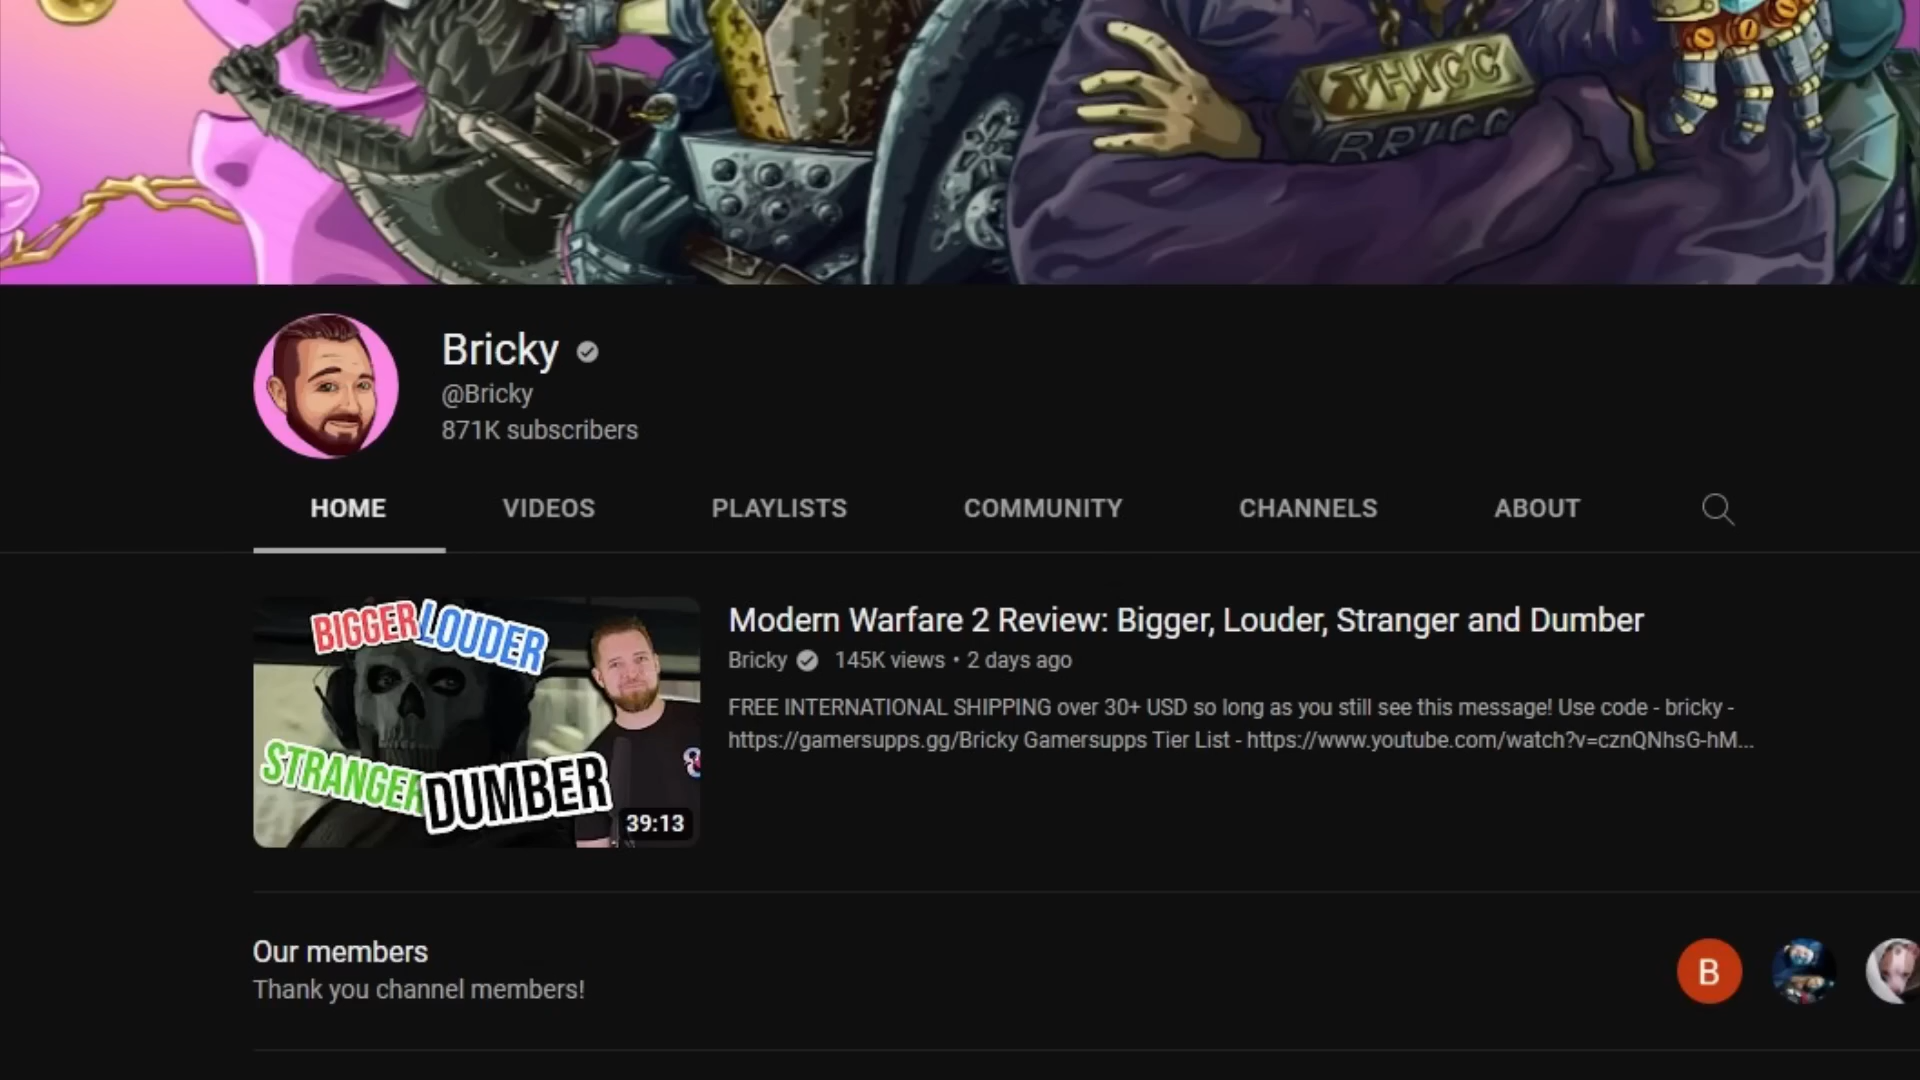 THICC
BRICC
Bricky
@Bricky
871K subscribers
HOME VIDEOS PLAYLISTS COMMUNITY CHANNELS ABOUT
BIGGER LOUDER
STRANGER DUMBER
39:13
Modern Warfare 2 Review: Bigger, Louder, Stranger and Dumber
Bricky 145K views • 2 days ago
FREE INTERNATIONAL SHIPPING over 30+ USD so long as you still see this message! Use code - bricky -
https://gamersupps.gg/Bricky Gamersupps Tier List - https://www.youtube.com/watch?v=cznQNhsG-hM...
Our members
Thank you channel members!
B